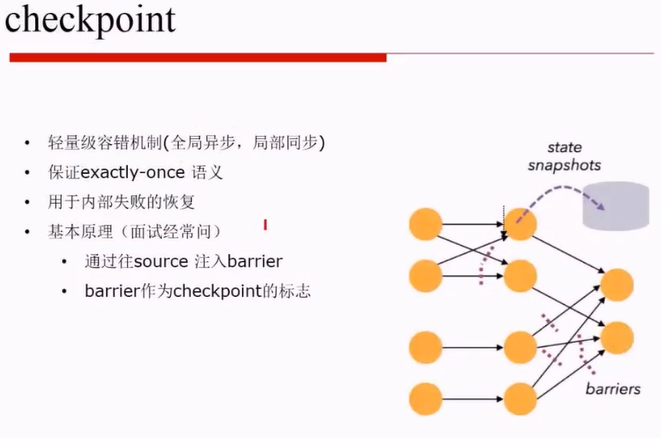 checkpoint
轻量级容错机制(全局异步，局部同步)
保证exactly-once 语义
用于内部失败的恢复
基本原理（面试经常问）
通过往source 注入barrier
barrier作为checkpoint的标志
state
snapshots
barriers